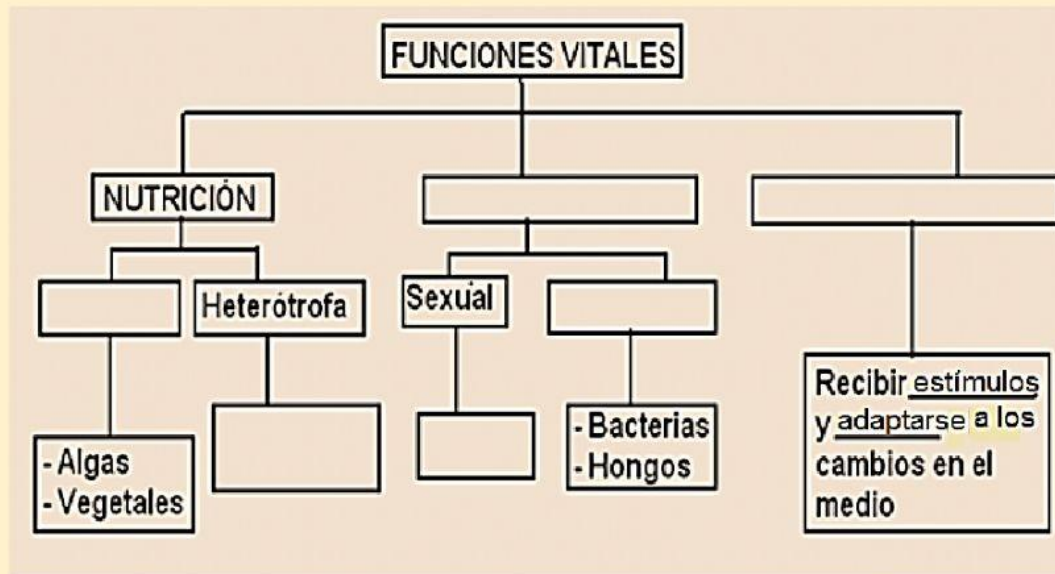 FUNCIONES VITALES
NUTRICIÓN
Heterótrofa
Sexual
- Algas
- Vegetales
- Bacterias
- Hongos
Recibir estímulos
y adaptarse a los
cambios en el
medio